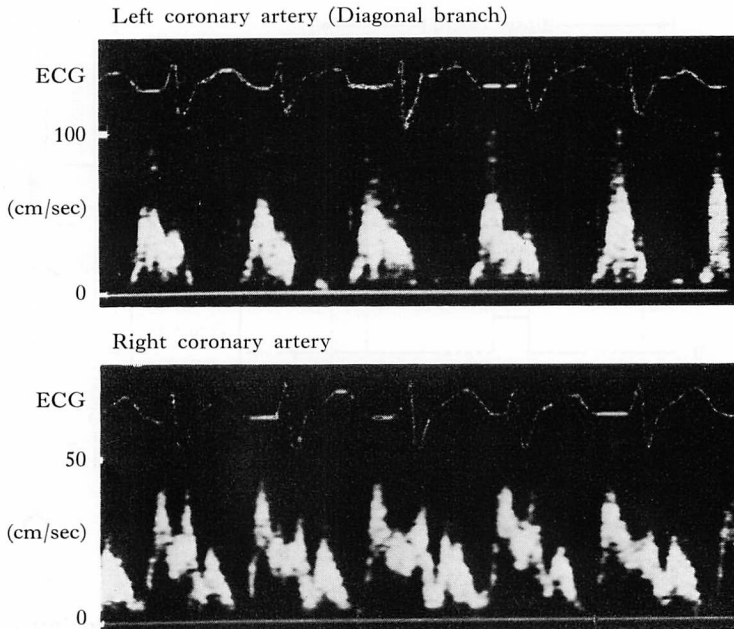 Left coronary artery (Diagonal branch)
ECG
100
(cm/sec)
0
Right coronary artery
ECG
50
(cm/sec)
0